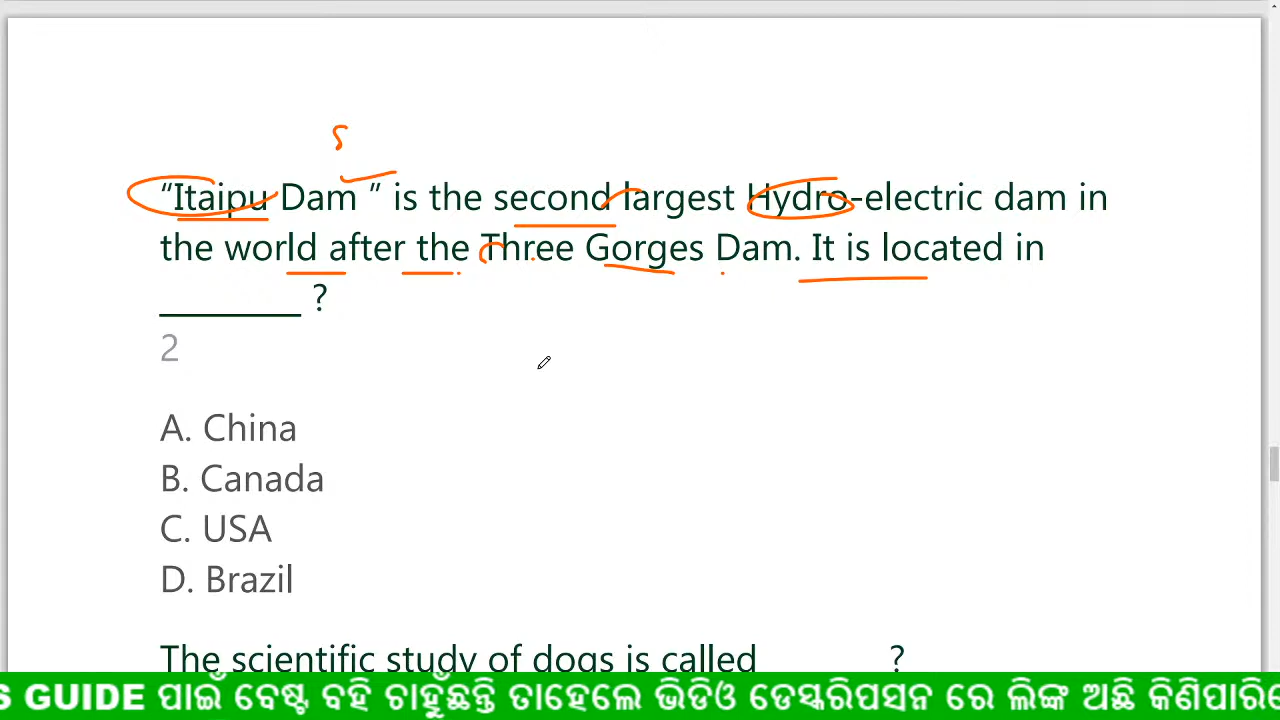 “Itaipu Dam ” is the second largest Hydro-electric dam in
the world after the Three Gorges Dam. It is located in
________ ?
2
A. China
B. Canada
C. USA
D. Brazil
The scientific study of dogs is called ________ ?
S GUIDE ପାଇଁ ବେଷ୍ଟ ବହି ଚାହୁଁଛନ୍ତି ତାହେଲେ ଭିଡିଓ ଡେସ୍କରିପସନ ରେ ଲିଙ୍କ ଅଛି କିଣିପାରିବେ